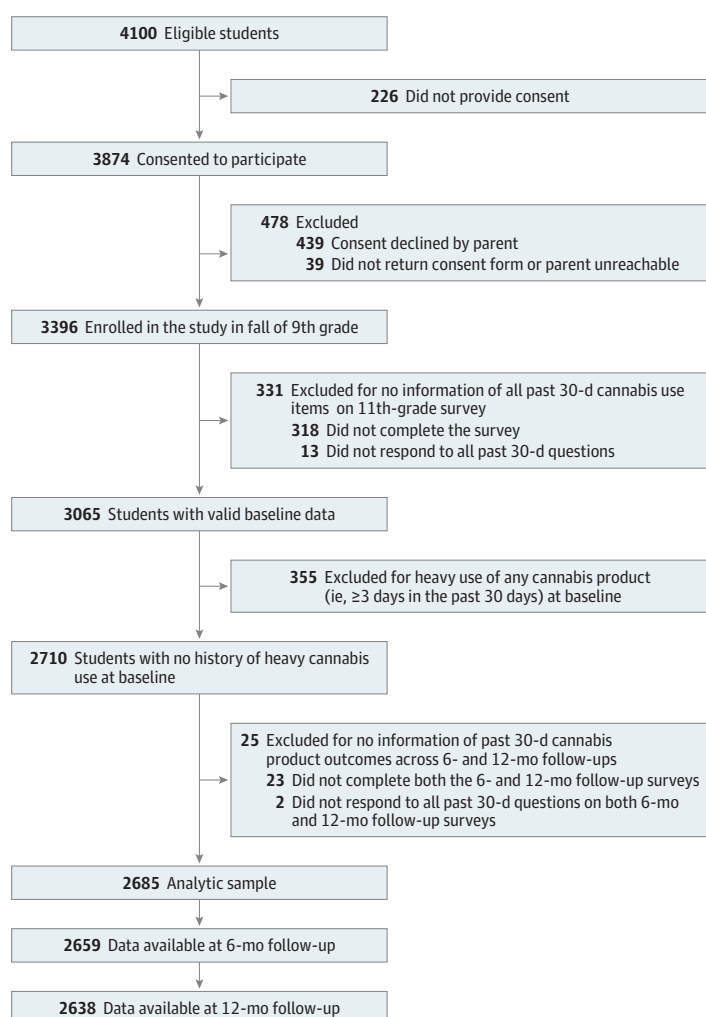 4100 Eligible students
226 Did not provide consent
3874 Consented to participate
478 Excluded
439 Consent declined by parent
39 Did not return consent form or parent unreachable
3396 Enrolled in the study in fall of 9th grade
331 Excluded for no information of all past 30-d cannabis use
items on 11th-grade survey
318 Did not complete the survey
13 Did not respond to all past 30-d questions
3065 Students with valid baseline data
355 Excluded for heavy use of any cannabis product
(ie, ≥3 days in the past 30 days) at baseline
2710 Students with no history of heavy cannabis
use at baseline
25 Excluded for no information of past 30-d cannabis
product outcomes across 6- and 12-mo follow-ups
23 Did not complete both the 6- and 12-mo follow-up surveys
2 Did not respond to all past 30-d questions on both 6-mo
and 12-mo follow-up surveys
2685 Analytic sample
2659 Data available at 6-mo follow-up
2638 Data available at 12-mo follow-up